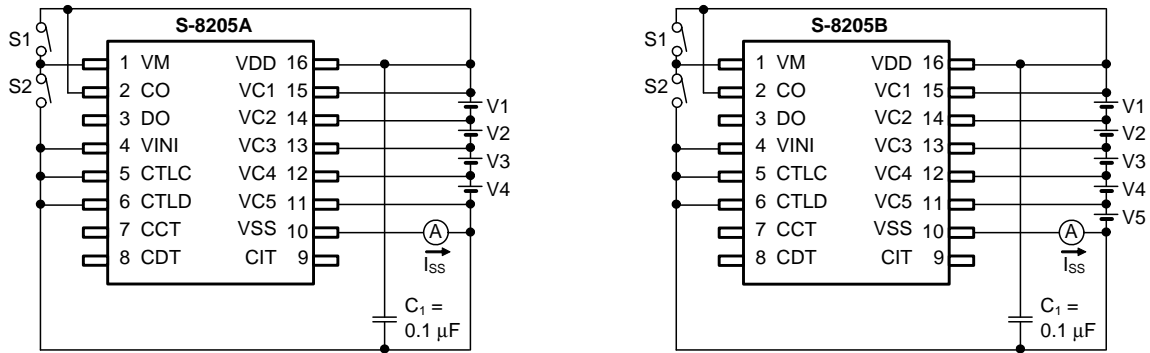 S-8205A
S1
S2
1 VM
2 CO
3 DO
4 VINI
5 CTLC
6 CTLD
7 CCT
8 CDT
VDD 16
VC1 15
VC2 14
VC3 13
VC4 12
VC5 11
VSS 10
CIT 9
V1
V2
V3
V4
A
ISS
C1 =
0.1 μF
S-8205B
S1
S2
1 VM
2 CO
3 DO
4 VINI
5 CTLC
6 CTLD
7 CCT
8 CDT
VDD 16
VC1 15
VC2 14
VC3 13
VC4 12
VC5 11
VSS 10
CIT 9
V1
V2
V3
V4
V5
A
ISS
C1 =
0.1 μF